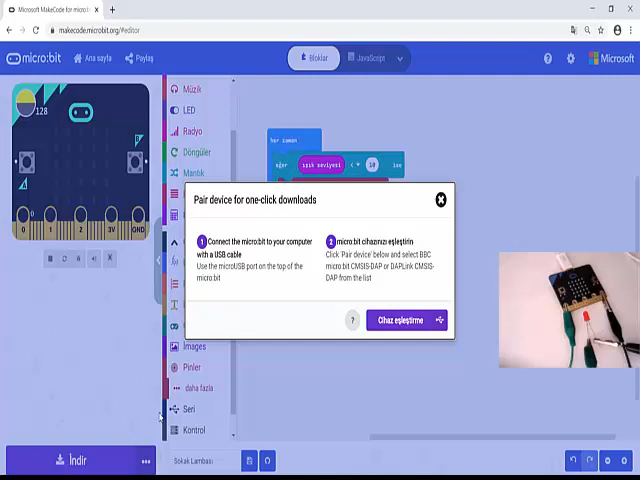 Microsoft MakeCode for micro:bit
makecode.microbit.org/#editor
micro:bit
Ana sayfa
Paylaş
Bloklar
JavaScript
Microsoft
128
0
1
2
3V
GND
Müzik
LED
Radyo
Döngüler
Mantık
Images
Pinler
daha fazla
Seri
Kontrol
her zaman
eğer
ışık seviyesi
<
10
ise
Pair device for one-click downloads
1 Connect the micro:bit to your computer
with a USB cable
Use the microUSB port on the top of the
micro:bit
2 micro:bit cihazınızı eşleştirin
Click 'Pair device' below and select BBC
micro:bit CMSIS-DAP or DAPLink CMSIS-
DAP from the list
?
Cihaz eşleştirme
İndir
Sokak Lambası